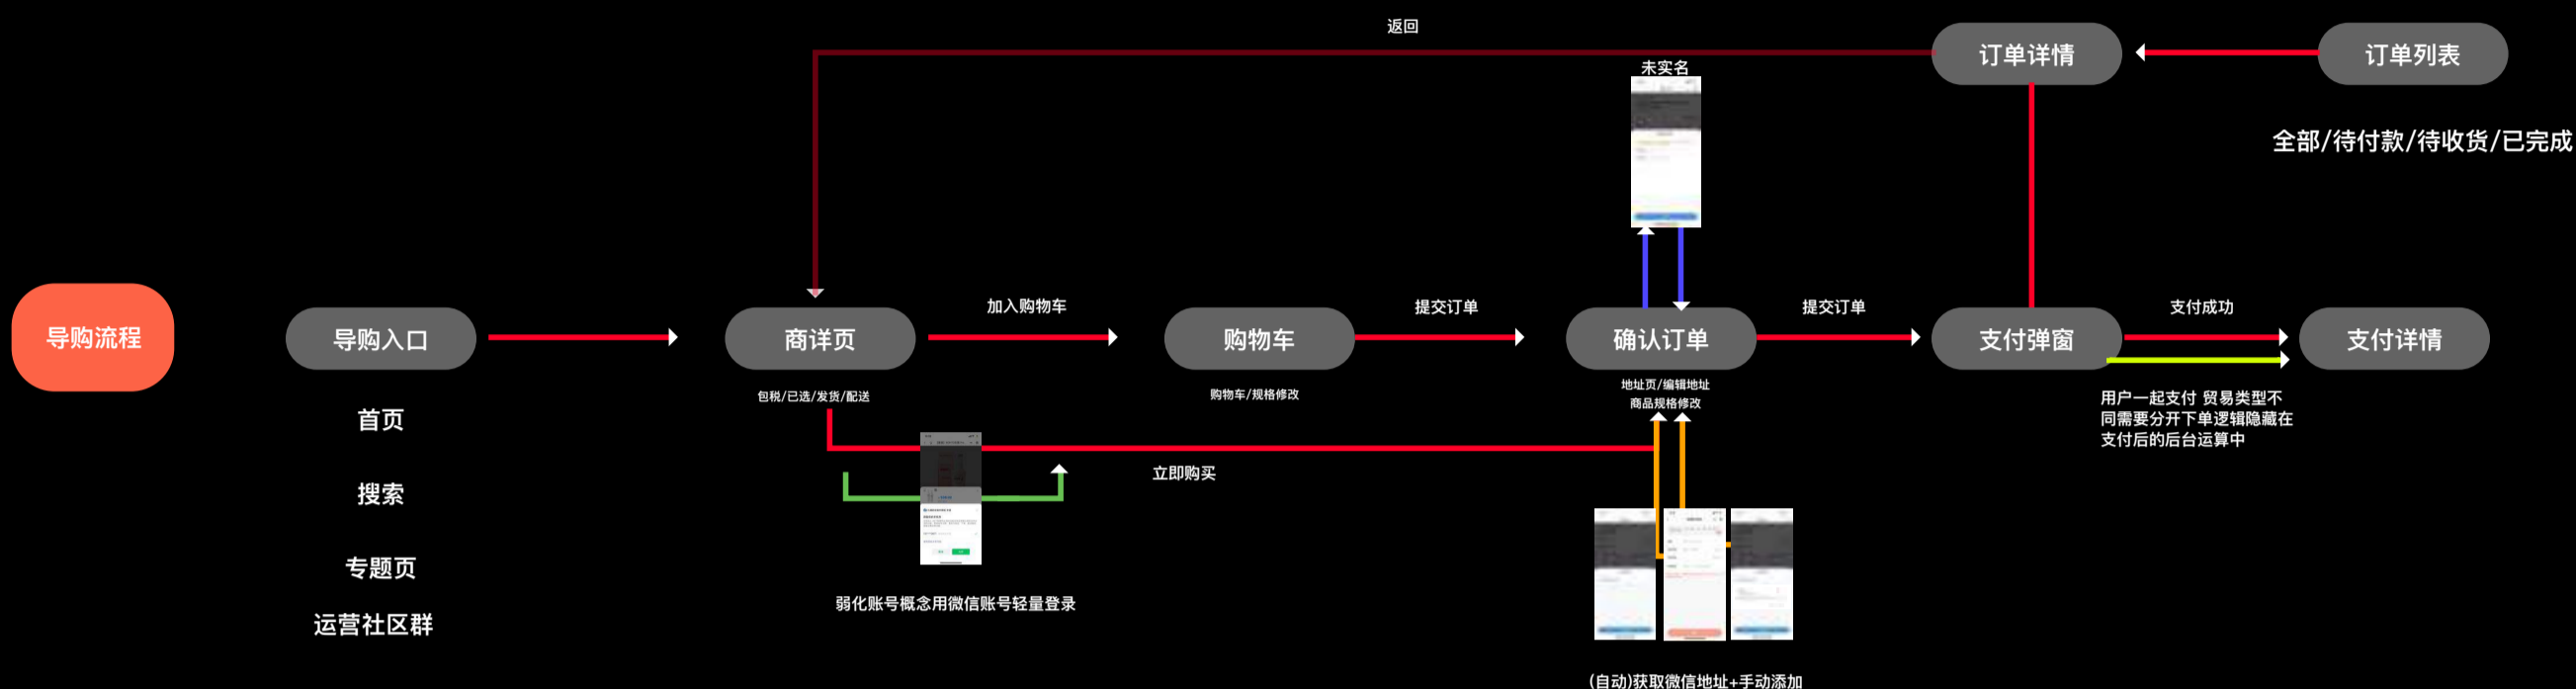 返回
订单详情
订单列表
未实名
全部/待付款/待收货/已完成
导购流程
导购入口
商详页
加入购物车
购物车
提交订单
确认订单
提交订单
支付弹窗
支付成功
支付详情
包税/已选/发货/配送
购物车/规格修改
地址页/编辑地址
商品规格修改
用户一起支付 贸易类型不
同需要分开下单逻辑隐藏在
支付后的后台运算中
首页
搜索
专题页
运营社区群
立即购买
弱化账号概念用微信账号轻量登录
(自动)获取微信地址+手动添加